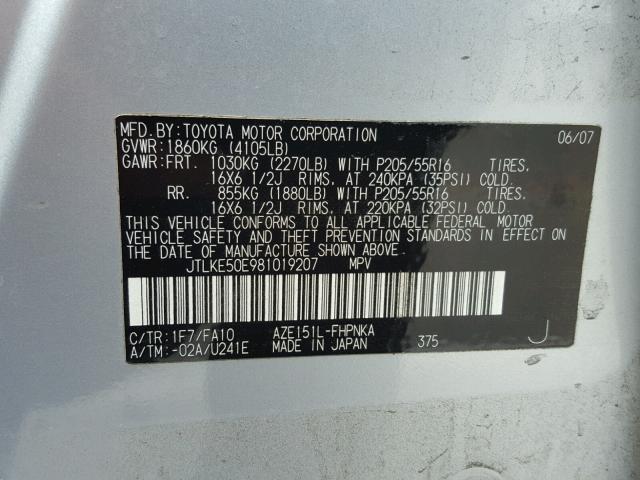 MFD.BY:TOYOTA MOTOR CORPORATION 06/07
GVWR:1860KG (4105LB)
GAWR:FRT. 1030KG (2270LB) WITH P205/55R16 TIRES,
16X6 1/2J RIMS, AT 240KPA (35PSI) COLD
RR. 855KG (1880LB) WITH P205/55R16 TIRES,
16X6 1/2J RIMS, AT 220KPA (32PSI) COLD
THIS VEHICLE CONFORMS TO ALL APPLICABLE FEDERAL MOTOR
VEHICLE SAFETY AND THEFT PREVENTION STANDARDS IN EFFECT ON
THE DATE OF MANUFACTURE SHOWN ABOVE.
JTLKE50E981019207 MPV
C/TR:1F7/FA10 AZE151L-FHPNKA
A/TM:-02A/U241E MADE IN JAPAN 375 J